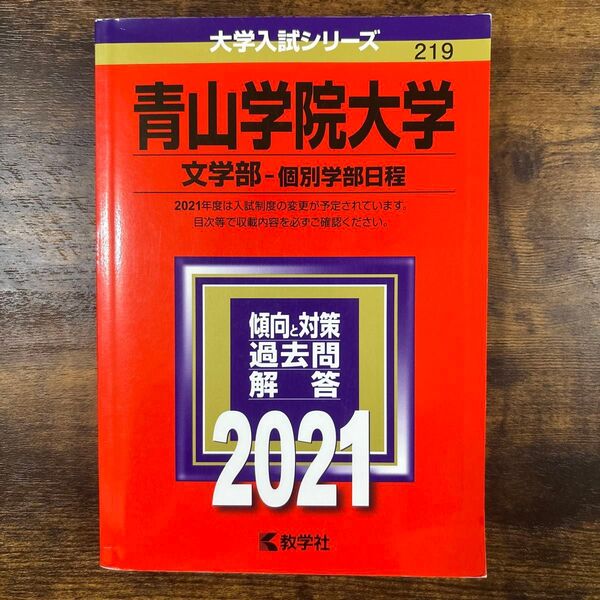 大学入試シリーズ
219
青山学院大学
文学部-個別学部日程
2021年度は入試制度の変更が予定されています。
目次等で収載内容を必ずご確認ください。
傾向と対策
過去問
解答
2021
教学社